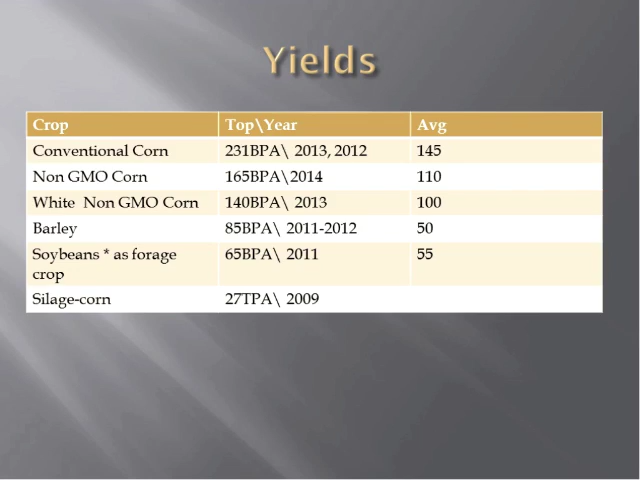 Yields
Crop Top\Year Avg
Conventional Corn 231BPA\ 2013, 2012 145
Non GMO Corn 165BPA\2014 110
White Non GMO Corn 140BPA\ 2013 100
Barley 85BPA\ 2011-2012 50
Soybeans * as forage 65BPA\ 2011 55
crop
Silage-corn 27TPA\ 2009